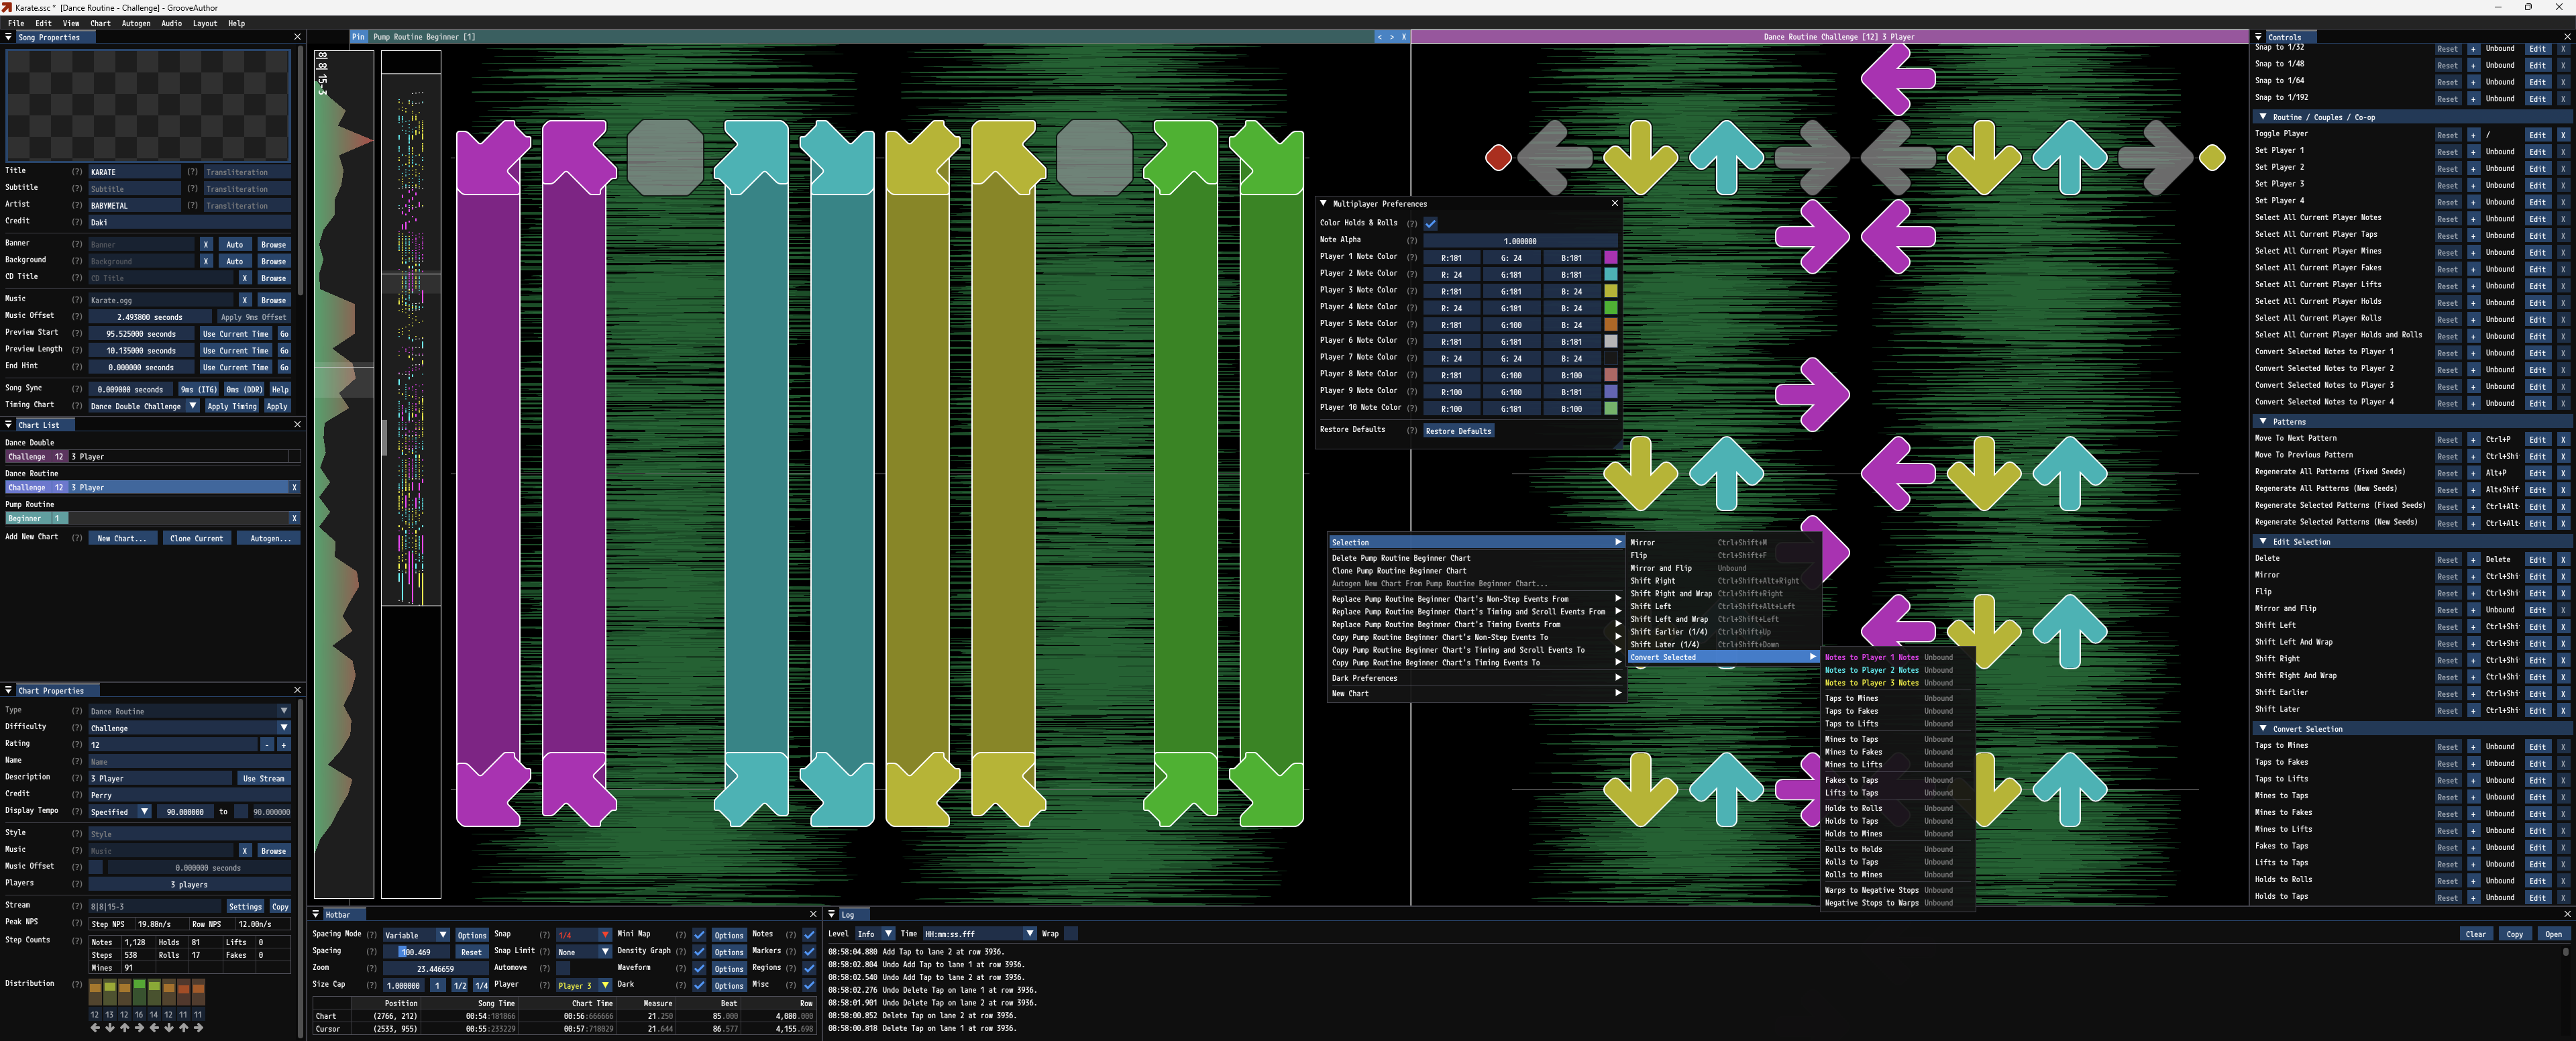 Karate.ssc * [Dance Routine - Challenge] - GrooveAuthor
File Edit View Chart Autogen Audio Layout Help
Song Properties
Title (?) KARATE (?) Transliteration
Subtitle (?) Subtitle (?) Transliteration
Artist (?) BABYMETAL (?) Transliteration
Credit (?) Daki
Banner (?) Banner X Auto Browse
Background (?) Background X Auto Browse
CD Title (?) CD Title X Browse
Music (?) Karate.ogg X Browse
Music Offset (?) 2.493800 seconds Apply 9ms Offset
Preview Start (?) 95.525000 seconds Use Current Time Go
Preview Length (?) 10.135000 seconds Use Current Time Go
End Hint (?) 0.000000 seconds Use Current Time Go
Song Sync (?) 0.009000 seconds 9ms (ITG) 0ms (DDR) Help
Timing Chart (?) Dance Double Challenge Apply Timing Apply
Chart List
Dance Double
Challenge 12 3 Player
Dance Routine
Challenge 12 3 Player X
Pump Routine
Beginner 1 X
Add New Chart (?) New Chart... Clone Current Autogen...
Chart Properties
Type (?) Dance Routine
Difficulty (?) Challenge
Rating (?) 12 - +
Name (?) Name
Description (?) 3 Player Use Stream
Credit (?) Perry
Display Tempo (?) Specified 90.000000 to 90.000000
Style (?) Style
Music (?) Music X Browse
Music Offset (?) 0.000000 seconds
Players (?) 3 players
Stream (?) 8|8|15-3 Settings Copy
Peak NPS (?) Step NPS 19.88n/s Row NPS 12.00n/s
Step Counts (?) Notes 1,128 Holds 81 Lifts 0
Steps 538 Rolls 17 Fakes 0
Mines 91
Distribution (?)
12 13 12 16 14 12 11 11
8|8|15-3
Pin Pump Routine Beginner [1] < > X
Dance Routine Challenge [12] 3 Player
Multiplayer Preferences
Color Holds & Rolls (?)
Note Alpha (?) 1.000000
Player 1 Note Color (?) R:181 G: 24 B:181
Player 2 Note Color (?) R: 24 G:181 B:181
Player 3 Note Color (?) R:181 G:181 B: 24
Player 4 Note Color (?) R: 24 G:181 B: 24
Player 5 Note Color (?) R:181 G:100 B: 24
Player 6 Note Color (?) R:181 G:181 B:181
Player 7 Note Color (?) R: 24 G: 24 B: 24
Player 8 Note Color (?) R:181 G:100 B:100
Player 9 Note Color (?) R:100 G:100 B:181
Player 10 Note Color (?) R:100 G:181 B:100
Restore Defaults (?) Restore Defaults
Selection
Delete Pump Routine Beginner Chart
Clone Pump Routine Beginner Chart
Autogen New Chart From Pump Routine Beginner Chart...
Replace Pump Routine Beginner Chart's Non-Step Events From
Replace Pump Routine Beginner Chart's Timing and Scroll Events From
Replace Pump Routine Beginner Chart's Timing Events From
Copy Pump Routine Beginner Chart's Non-Step Events To
Copy Pump Routine Beginner Chart's Timing and Scroll Events To
Copy Pump Routine Beginner Chart's Timing Events To
Dark Preferences
New Chart
Mirror Ctrl+Shift+M
Flip Ctrl+Shift+F
Mirror and Flip Unbound
Shift Right Ctrl+Shift+Alt+Right
Shift Right and Wrap Ctrl+Shift+Right
Shift Left Ctrl+Shift+Alt+Left
Shift Left and Wrap Ctrl+Shift+Left
Shift Earlier (1/4) Ctrl+Shift+Up
Shift Later (1/4) Ctrl+Shift+Down
Convert Selected
Notes to Player 1 Notes Unbound
Notes to Player 2 Notes Unbound
Notes to Player 3 Notes Unbound
Taps to Mines Unbound
Taps to Fakes Unbound
Taps to Lifts Unbound
Mines to Taps Unbound
Mines to Fakes Unbound
Mines to Lifts Unbound
Fakes to Taps Unbound
Lifts to Taps Unbound
Holds to Rolls Unbound
Holds to Taps Unbound
Holds to Mines Unbound
Rolls to Holds Unbound
Rolls to Taps Unbound
Rolls to Mines Unbound
Warps to Negative Stops Unbound
Negative Stops to Warps Unbound
Hotbar
Spacing Mode (?) Variable Options Snap (?) 1/4 Mini Map (?) Options Notes (?)
Spacing (?) 100.469 Reset Snap Limit (?) None Density Graph (?) Options Markers (?)
Zoom (?) 23.446659 Automove (?) Waveform (?) Options Regions (?)
Size Cap (?) 1.000000 1 1/2 1/4 Player (?) Player 3 Dark (?) Options Misc (?)
Position Song Time Chart Time Measure Beat Row
Chart (2766, 212) 00:54:181866 00:56:666666 21.250 85.000 4,080.000
Cursor (2533, 955) 00:55:233229 00:57:718029 21.644 86.577 4,155.698
Log
Level Info Time HH:mm:ss.fff Wrap Clear Copy Open
08:58:04.880 Add Tap to lane 2 at row 3936.
08:58:02.804 Undo Add Tap to lane 1 at row 3936.
08:58:02.540 Undo Add Tap to lane 2 at row 3936.
08:58:02.276 Undo Delete Tap on lane 1 at row 3936.
08:58:01.901 Undo Delete Tap on lane 2 at row 3936.
08:58:00.852 Delete Tap on lane 2 at row 3936.
08:58:00.818 Delete Tap on lane 1 at row 3936.
Controls
Snap to 1/32 Reset + Unbound Edit X
Snap to 1/48 Reset + Unbound Edit X
Snap to 1/64 Reset + Unbound Edit X
Snap to 1/192 Reset + Unbound Edit X
Routine / Couples / Co-op
Toggle Player Reset + / Edit X
Set Player 1 Reset + Unbound Edit X
Set Player 2 Reset + Unbound Edit X
Set Player 3 Reset + Unbound Edit X
Set Player 4 Reset + Unbound Edit X
Select All Current Player Notes Reset + Unbound Edit X
Select All Current Player Taps Reset + Unbound Edit X
Select All Current Player Mines Reset + Unbound Edit X
Select All Current Player Fakes Reset + Unbound Edit X
Select All Current Player Lifts Reset + Unbound Edit X
Select All Current Player Holds Reset + Unbound Edit X
Select All Current Player Rolls Reset + Unbound Edit X
Select All Current Player Holds and Rolls Reset + Unbound Edit X
Convert Selected Notes to Player 1 Reset + Unbound Edit X
Convert Selected Notes to Player 2 Reset + Unbound Edit X
Convert Selected Notes to Player 3 Reset + Unbound Edit X
Convert Selected Notes to Player 4 Reset + Unbound Edit X
Patterns
Move To Next Pattern Reset + Ctrl+P Edit X
Move To Previous Pattern Reset + Ctrl+Shi Edit X
Regenerate All Patterns (Fixed Seeds) Reset + Alt+P Edit X
Regenerate All Patterns (New Seeds) Reset + Alt+Shif Edit X
Regenerate Selected Patterns (Fixed Seeds) Reset + Ctrl+Alt Edit X
Regenerate Selected Patterns (New Seeds) Reset + Ctrl+Alt Edit X
Edit Selection
Delete Reset + Delete Edit X
Mirror Reset + Ctrl+Shi Edit X
Flip Reset + Ctrl+Shi Edit X
Mirror and Flip Reset + Unbound Edit X
Shift Left Reset + Ctrl+Shi Edit X
Shift Left And Wrap Reset + Ctrl+Shi Edit X
Shift Right Reset + Ctrl+Shi Edit X
Shift Right And Wrap Reset + Ctrl+Shi Edit X
Shift Earlier Reset + Ctrl+Shi Edit X
Shift Later Reset + Ctrl+Shi Edit X
Convert Selection
Taps to Mines Reset + Unbound Edit X
Taps to Fakes Reset + Unbound Edit X
Taps to Lifts Reset + Unbound Edit X
Mines to Taps Reset + Unbound Edit X
Mines to Fakes Reset + Unbound Edit X
Mines to Lifts Reset + Unbound Edit X
Fakes to Taps Reset + Unbound Edit X
Lifts to Taps Reset + Unbound Edit X
Holds to Rolls Reset + Unbound Edit X
Holds to Taps Reset + Unbound Edit X